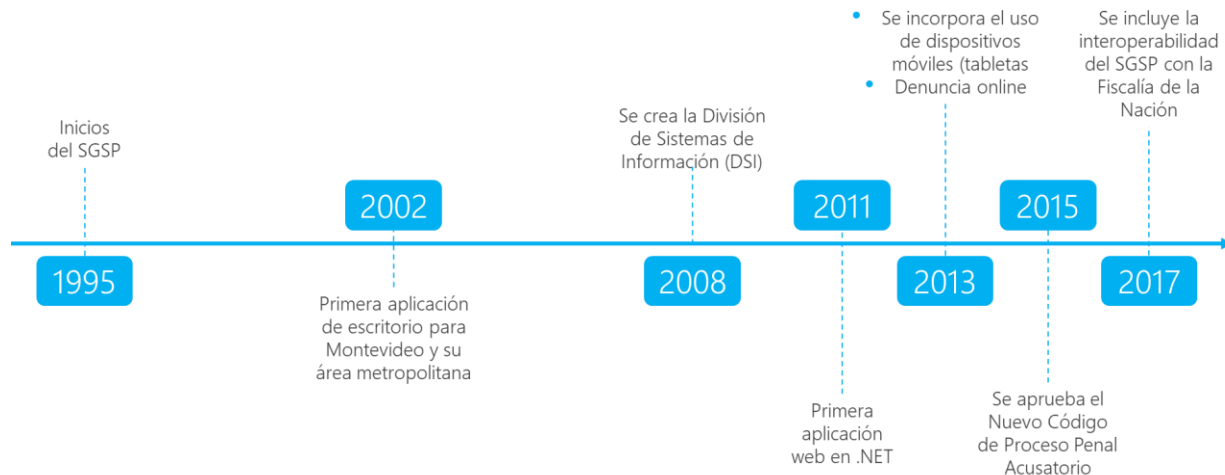 Inicios
del SGSP
1995
2002
Primera aplicación
de escritorio para
Montevideo y su
área metropolitana
Se crea la División
de Sistemas de
Información (DSI)
2008
2011
Primera
aplicación
web en .NET
• Se incorpora el uso
de dispositivos
móviles (tabletas
• Denuncia online
2013
2015
Se aprueba el
Nuevo Código
de Proceso Penal
Acusatorio
Se incluye la
interoperabilidad
del SGSP con la
Fiscalía de la
Nación
2017